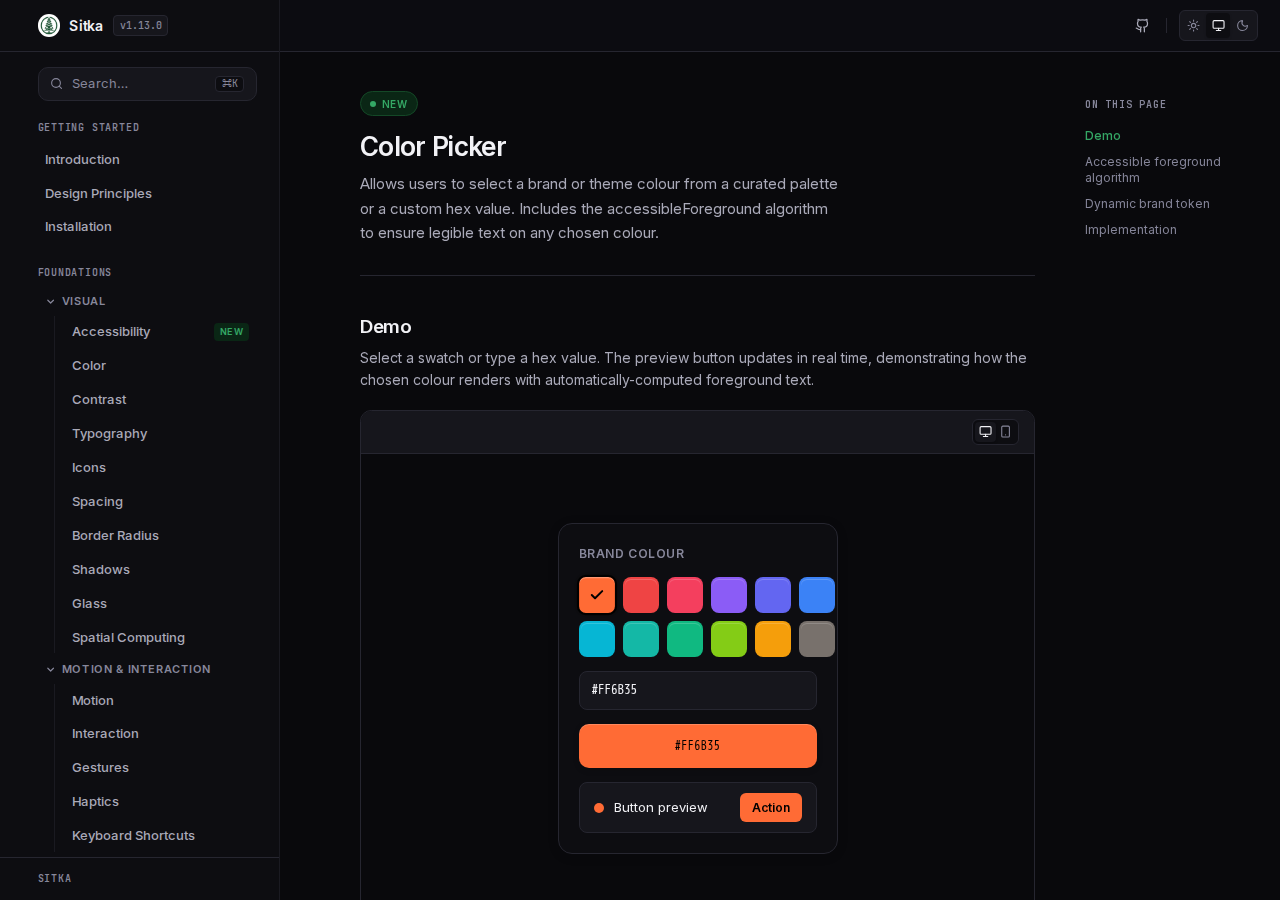 Sitka v1.13.0
Search... ⌘K
GETTING STARTED
Introduction
Design Principles
Installation
FOUNDATIONS
VISUAL
Accessibility NEW
Color
Contrast
Typography
Icons
Spacing
Border Radius
Shadows
Glass
Spatial Computing
MOTION & INTERACTION
Motion
Interaction
Gestures
Haptics
Keyboard Shortcuts
SITKA
NEW
Color Picker
Allows users to select a brand or theme colour from a curated palette
or a custom hex value. Includes the accessibleForeground algorithm
to ensure legible text on any chosen colour.
Demo
Select a swatch or type a hex value. The preview button updates in real time, demonstrating how the
chosen colour renders with automatically-computed foreground text.
BRAND COLOUR
#FF6B35
#FF6B35
Button preview Action
ON THIS PAGE
Demo
Accessible foreground
algorithm
Dynamic brand token
Implementation